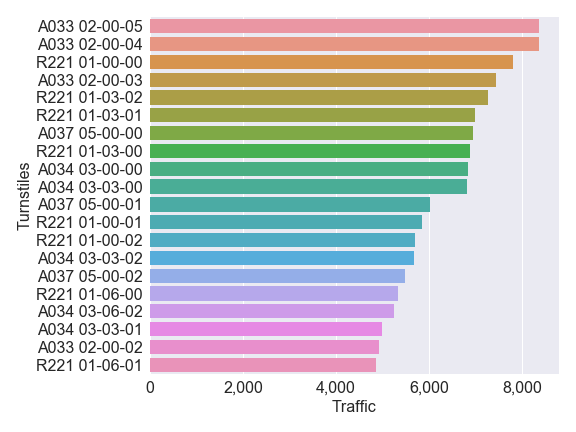 A033 02-00-05
A033 02-00-04
R221 01-00-00
A033 02-00-03
R221 01-03-02
R221 01-03-01
A037 05-00-00
R221 01-03-00
A034 03-00-00
A034 03-03-00
A037 05-00-01
R221 01-00-01
R221 01-00-02
A034 03-03-02
A037 05-00-02
R221 01-06-00
A034 03-06-02
A034 03-03-01
A033 02-00-02
R221 01-06-01
Turnstiles
0 2,000 4,000 6,000 8,000
Traffic